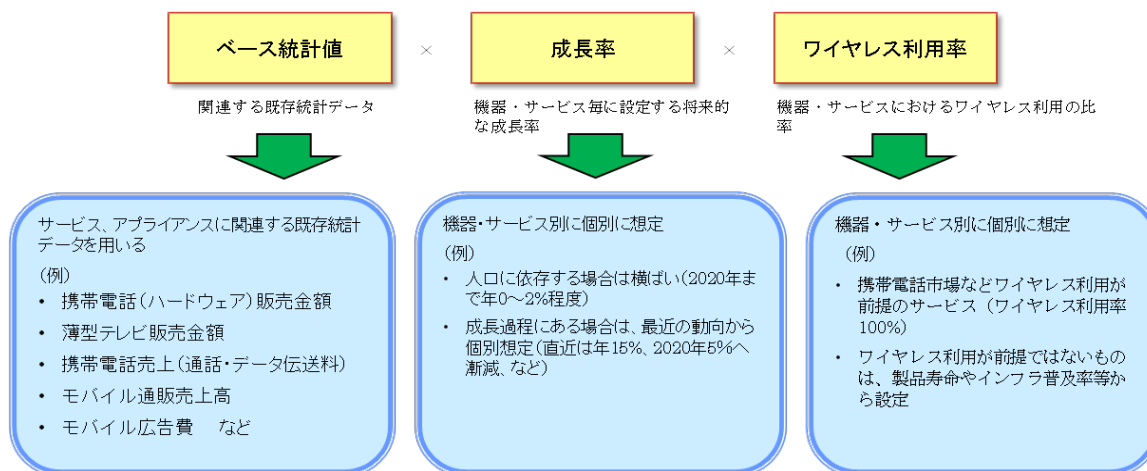 ベース統計値 × 成長率 × ワイヤレス利用率
関連する既存統計データ
機器・サービス毎に設定する将来的
な成長率
機器・サービスにおけるワイヤレス利用の比
率
サービス、アプライアンスに関連する既存統計
データを用いる
(例)
・ 携帯電話(ハードウェア)販売金額
・ 薄型テレビ販売金額
・ 携帯電話売上(通話・データ伝送料)
・ モバイル通販売上高
・ モバイル広告費 など
機器・サービス別に個別に想定
(例)
・ 人口に依存する場合は横ばい(2020年ま
で年0~2%程度)
・ 成長過程にある場合は、最近の動向から
個別想定(直近は年15%、2020年5%へ
漸減、など)
機器・サービス別に個別に想定
(例)
・ 携帯電話市場などワイヤレス利用が
前提のサービス(ワイヤレス利用率
100%)
・ ワイヤレス利用が前提ではないもの
は、製品寿命やインフラ普及率等か
ら設定